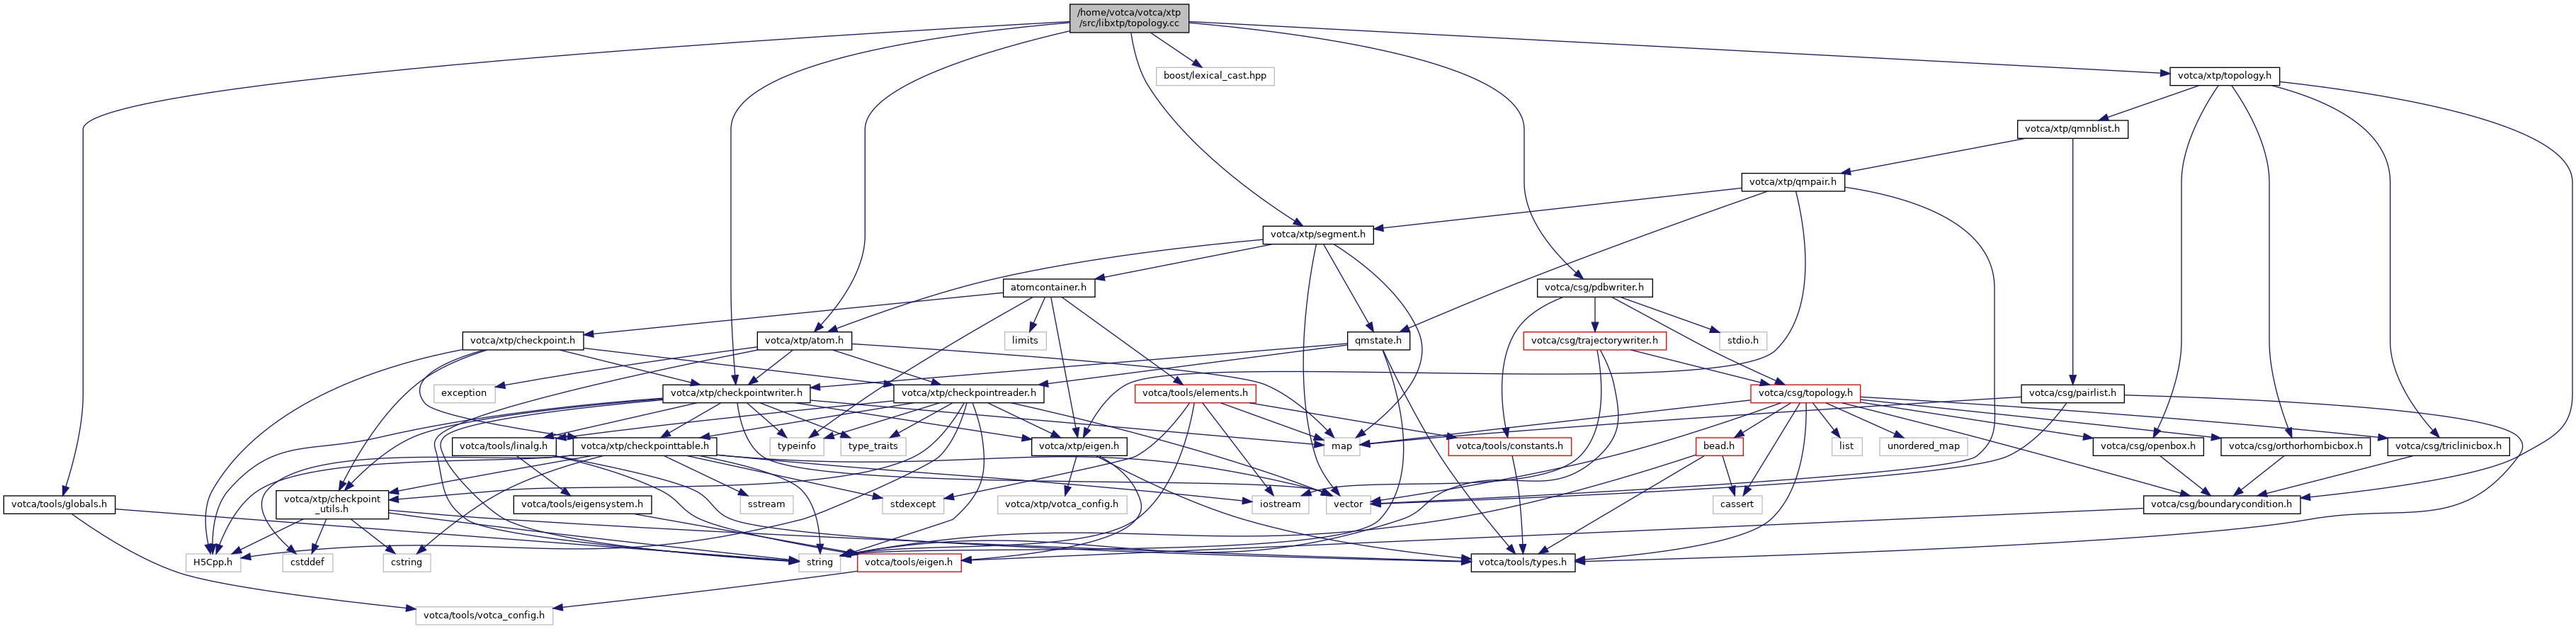 /home/votca/votca/xtp
/src/libxtp/topology.cc
boost/lexical_cast.hpp
votca/xtp/topology.h
votca/xtp/qmnblist.h
votca/xtp/qmpair.h
votca/xtp/segment.h
atomcontainer.h
votca/csg/pdbwriter.h
votca/xtp/checkpoint.h
votca/xtp/atom.h
limits
qmstate.h
votca/csg/trajectorywriter.h
stdio.h
exception
votca/xtp/checkpointwriter.h
votca/xtp/checkpointreader.h
votca/tools/elements.h
votca/csg/topology.h
votca/csg/pairlist.h
votca/tools/linalg.h
votca/xtp/checkpointtable.h
typeinfo
type_traits
votca/xtp/eigen.h
map
votca/tools/constants.h
bead.h
list
unordered_map
votca/csg/openbox.h
votca/csg/orthorhombicbox.h
votca/csg/triclinicbox.h
votca/tools/globals.h
votca/xtp/checkpoint
_utils.h
votca/tools/eigensystem.h
sstream
stdexcept
votca/xtp/votca_config.h
iostream
vector
cassert
votca/csg/boundarycondition.h
H5Cpp.h
cstddef
cstring
string
votca/tools/eigen.h
votca/tools/types.h
votca/tools/votca_config.h